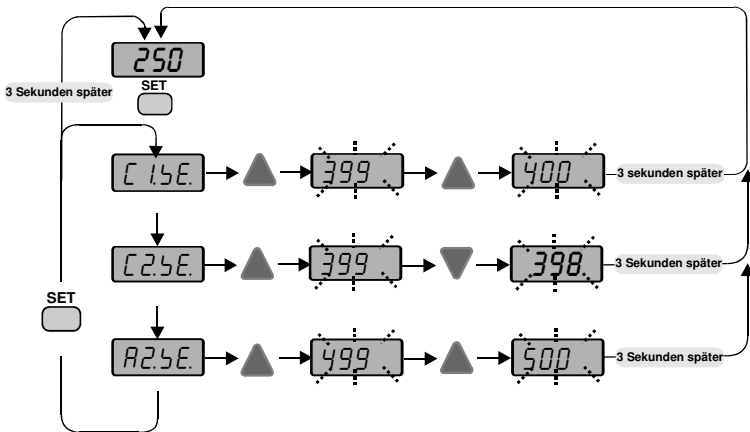 250
3 Sekunden später
SET
C1.SE.
399
400
3 sekunden später
C2.SE.
399
398
3 Sekunden später
SET
A2.SE.
499
500
3 Sekunden später